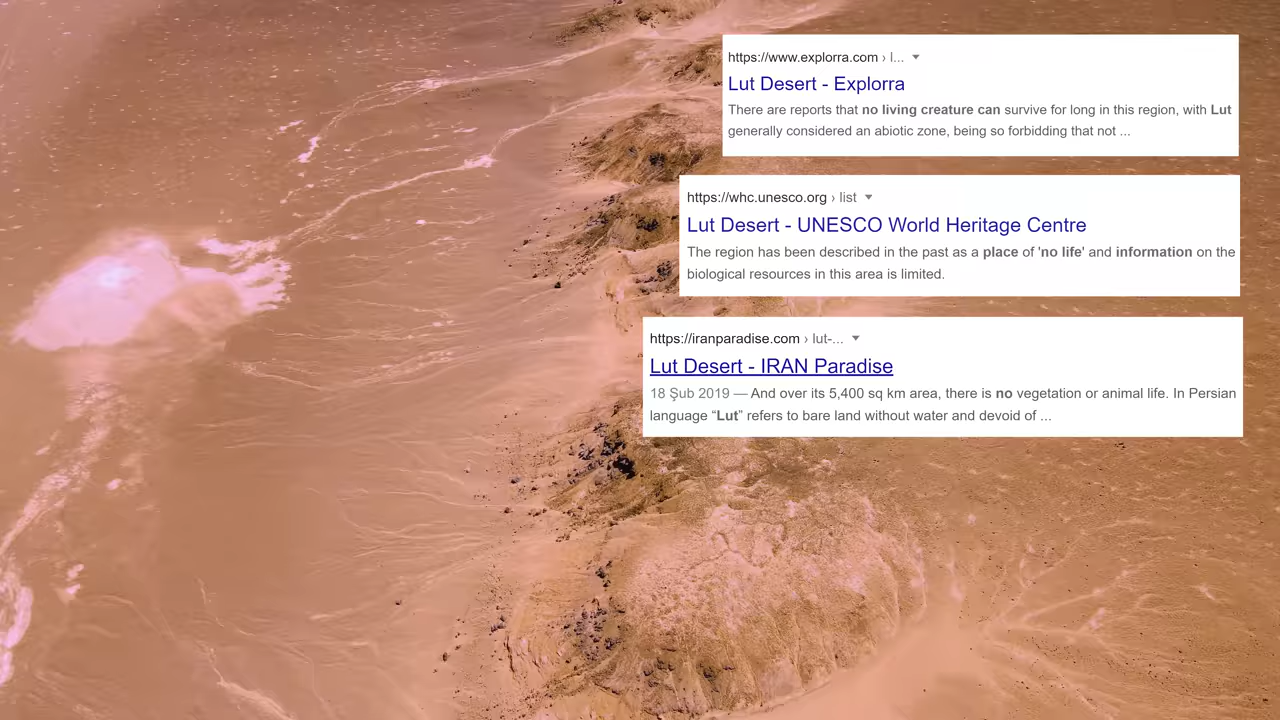 https://www.explorra.com › l...
Lut Desert - Explorra
There are reports that no living creature can survive for long in this region, with Lut
generally considered an abiotic zone, being so forbidding that not ...
https://whc.unesco.org › list
Lut Desert - UNESCO World Heritage Centre
The region has been described in the past as a place of 'no life' and information on the
biological resources in this area is limited.
https://iranparadise.com › lut-...
Lut Desert - IRAN Paradise
18 Şub 2019 — And over its 5,400 sq km area, there is no vegetation or animal life. In Persian
language “Lut” refers to bare land without water and devoid of ...